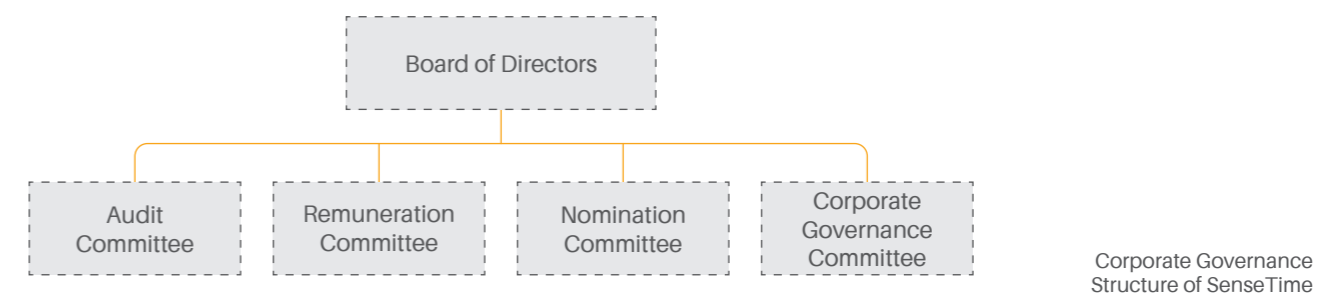 Board of Directors
Audit
Committee
Remuneration
Committee
Nomination
Committee
Corporate
Governance
Committee
Corporate Governance
Structure of SenseTime